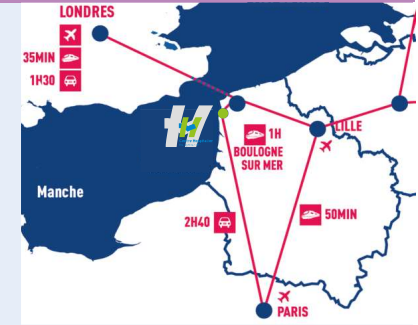 LONDRES
35MIN
1H30
LILLE
1H
BOULOGNE
SUR MER
Manche
2H40
50MIN
PARIS